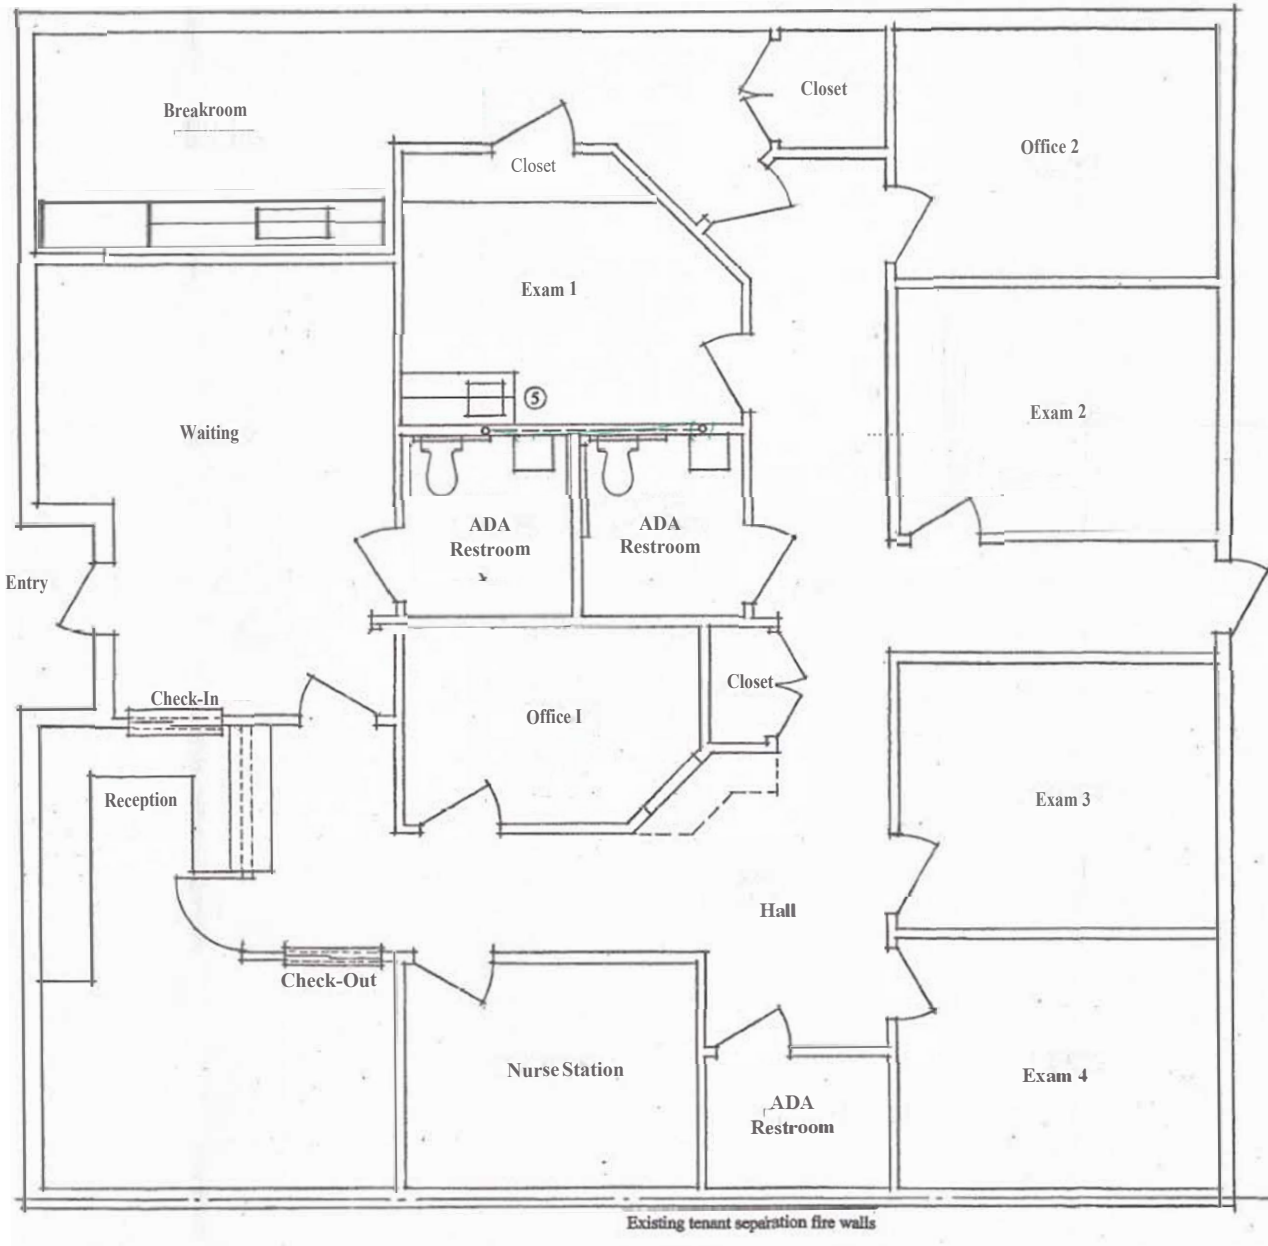 Closet
Breakroom
Office 2
Closet
Exam 1
Exam 2
5
Waiting
ADA
Restroom
ADA
Restroom
Entry
Closet
Check-In
Office I
Reception
Exam 3
Hall
Check-Out
Nurse Station
Exam 4
ADA
Restroom
Existing tenant separation fire walls